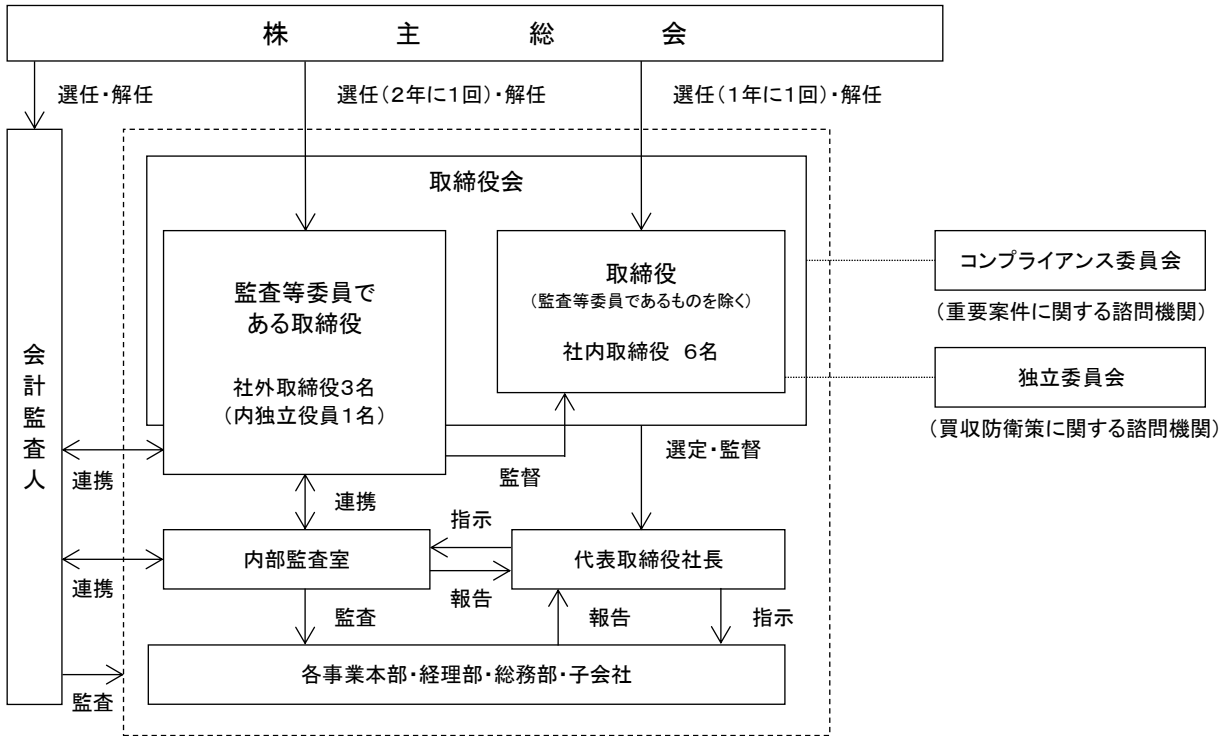 株主総会
選任・解任
選任(2年に1回)・解任
選任(1年に1回)・解任
取締役会
監査等委員で
ある取締役
社外取締役3名
(内独立役員1名)
取締役
(監査等委員であるものを除く)
社内取締役 6名
コンプライアンス委員会
(重要案件に関する諮問機関)
独立委員会
(買収防衛策に関する諮問機関)
会計監査人
連携
監督
選定・監督
連携
指示
内部監査室
代表取締役社長
連携
報告
監査
報告
指示
各事業本部・経理部・総務部・子会社
監査